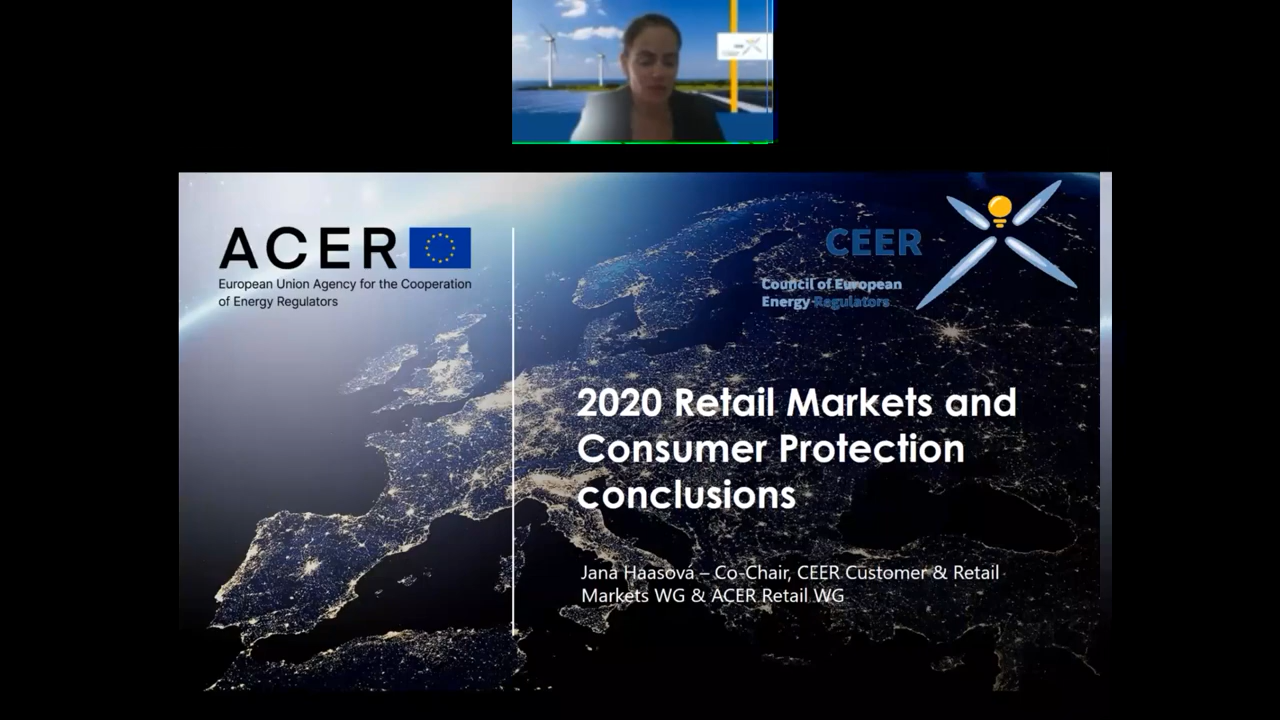 ACER
European Union Agency for the Cooperation
of Energy Regulators
CEER
Council of European
Energy Regulators
2020 Retail Markets and
Consumer Protection
conclusions
Jana Haasová – Co-Chair, CEER Customer & Retail
Markets WG & ACER Retail WG